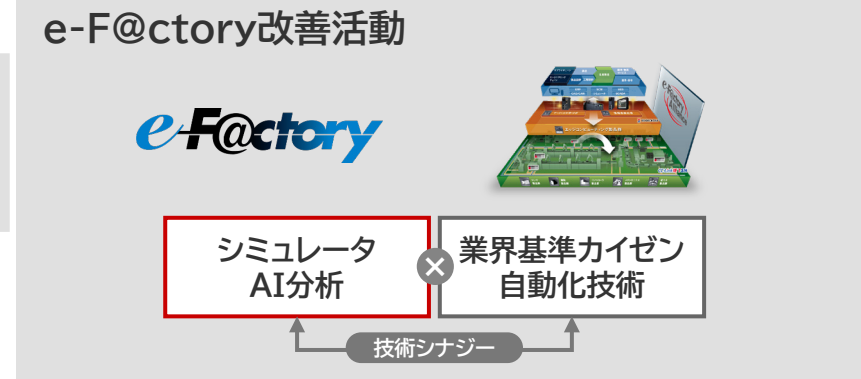 e-F@ctory改善活動
e-F@ctory
e-F@ctory
Alliance
シミュレータ
AI分析
×
業界基準カイゼン
自動化技術
技術シナジー